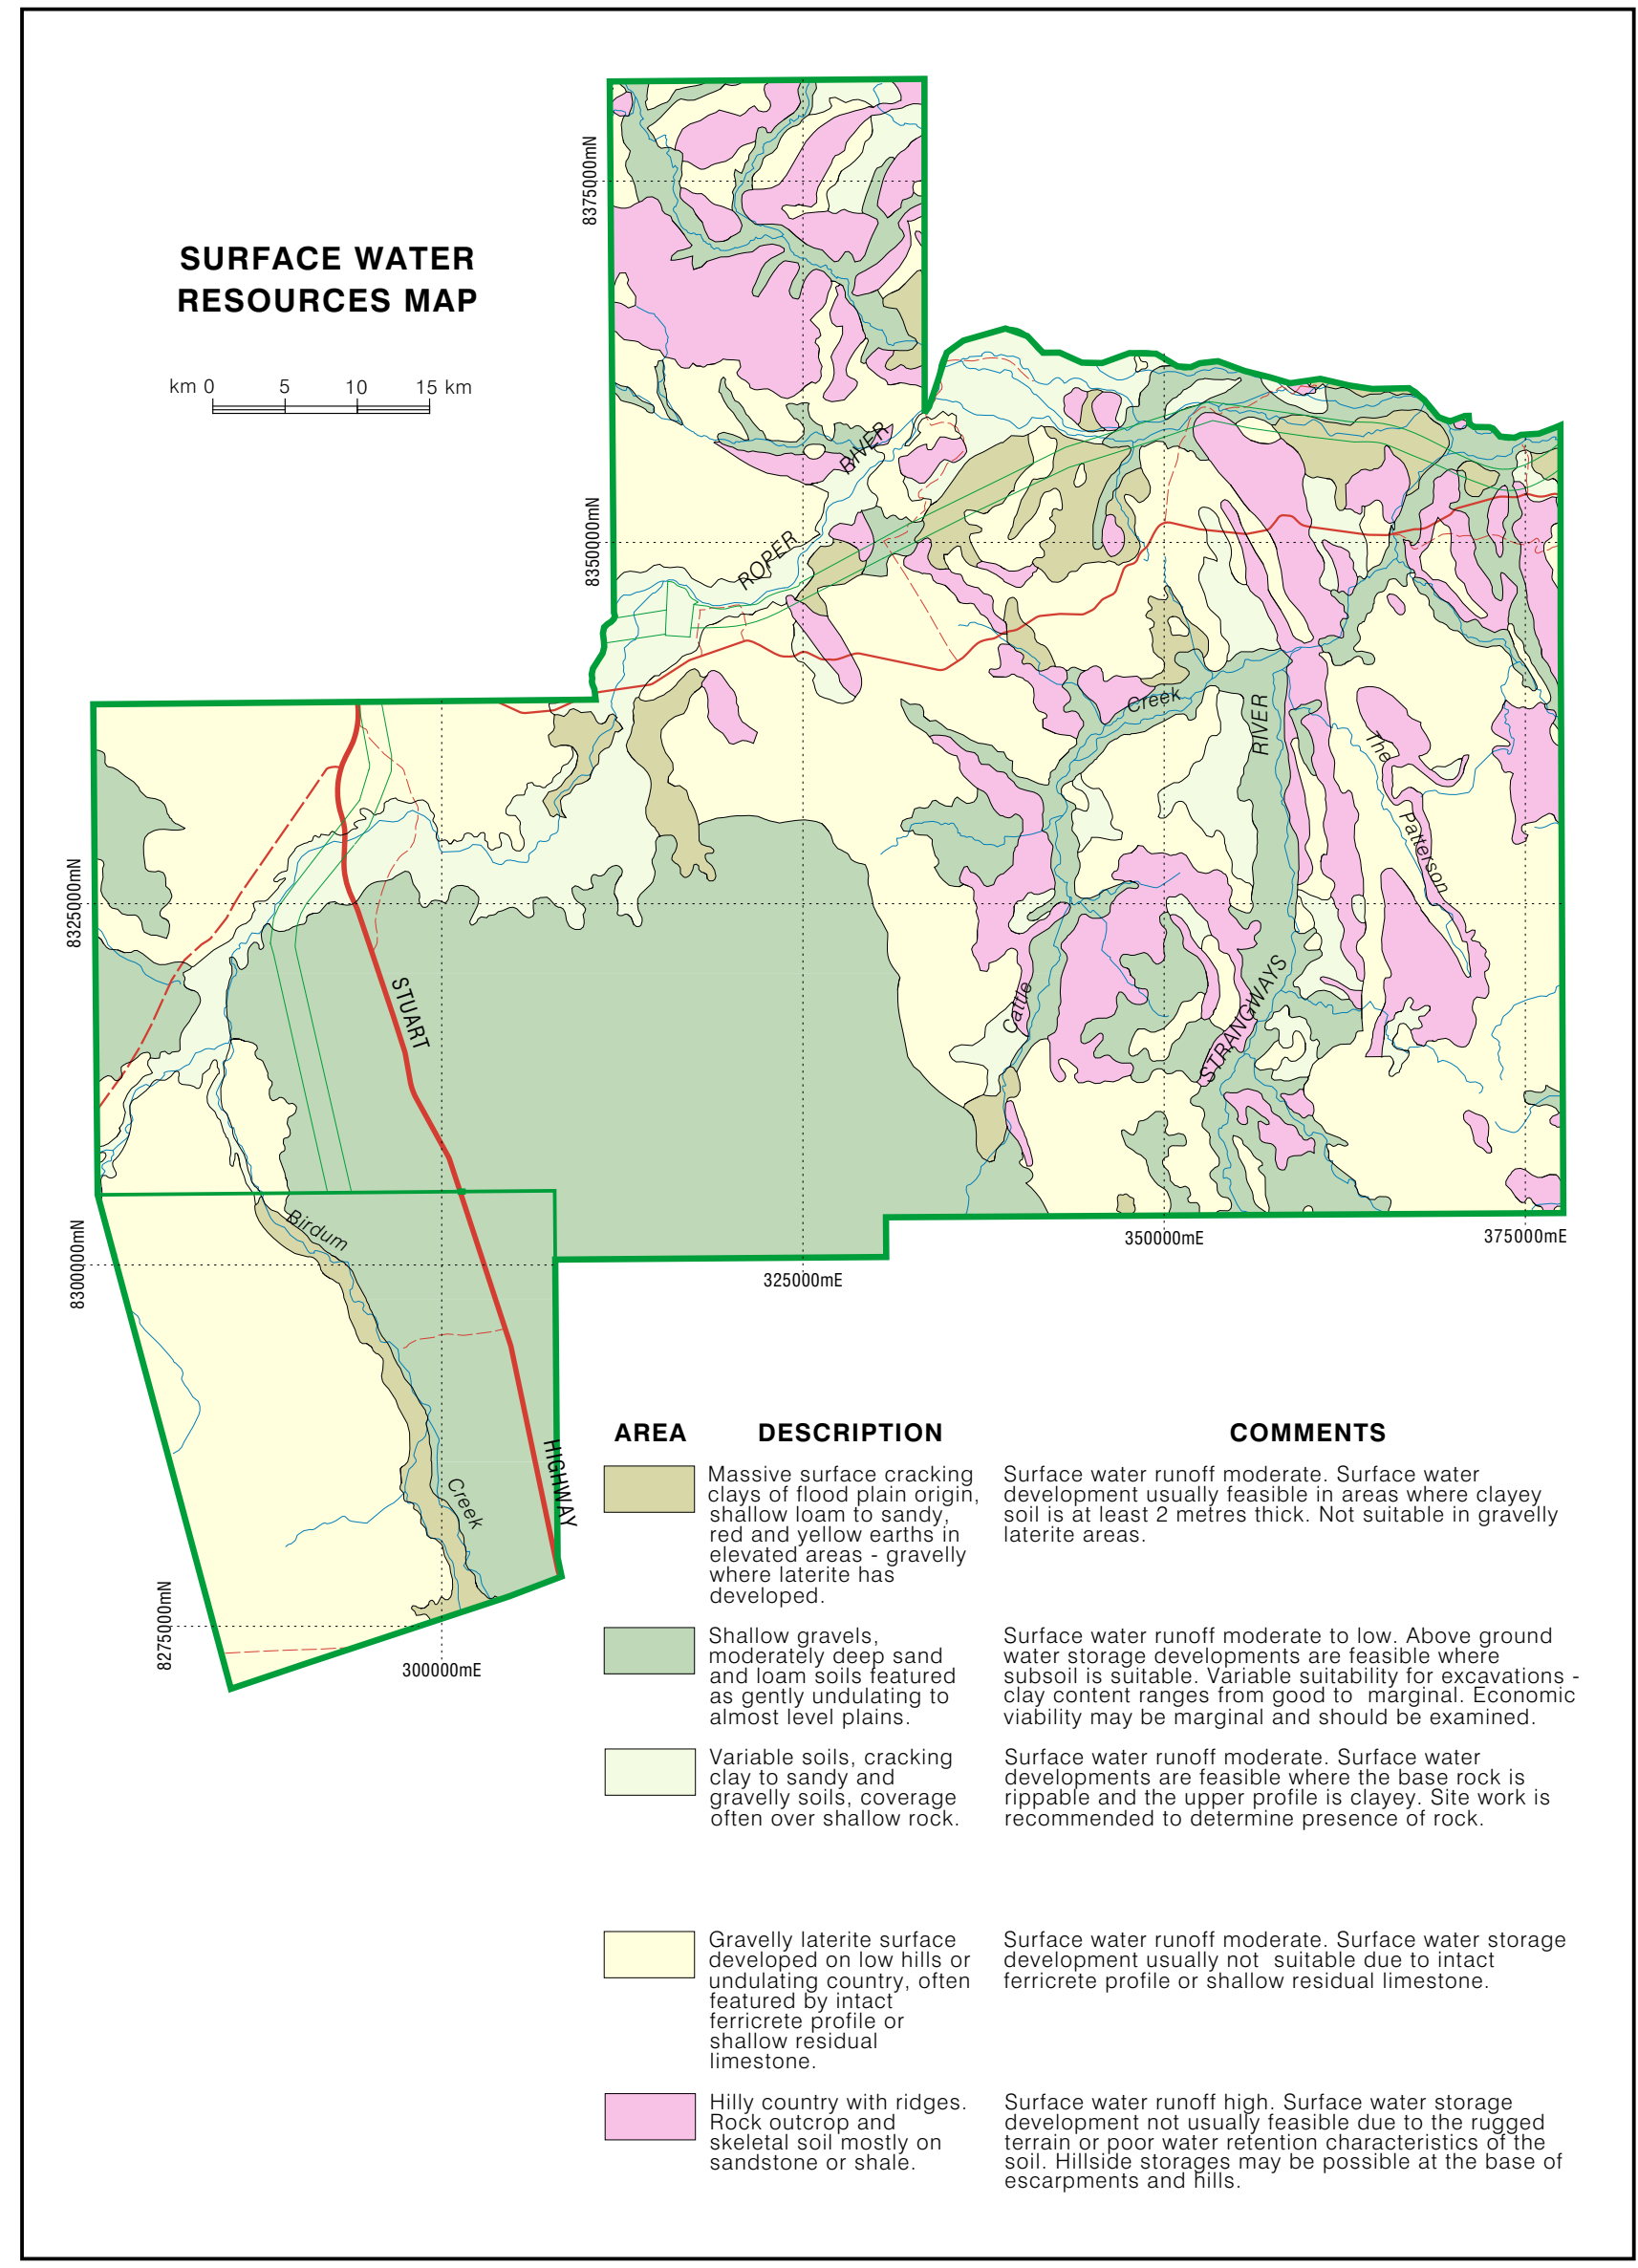 SURFACE WATER
RESOURCES MAP
km 0 5 10 15 km
8375000mN
8350000mN
8325000mN
8300000mN
8275000mN
300000mE
325000mE
350000mE
375000mE
RIVER
ROPER
Creek
RIVER
The
Patterson
Cattle
STRANGWAYS
STUART
Birdum
Creek
HIGHWAY
AREA DESCRIPTION COMMENTS
Massive surface cracking
clays of flood plain origin,
shallow loam to sandy,
red and yellow earths in
elevated areas - gravelly
where laterite has
developed.
Surface water runoff moderate. Surface water
development usually feasible in areas where clayey
soil is at least 2 metres thick. Not suitable in gravelly
laterite areas.
Shallow gravels,
moderately deep sand
and loam soils featured
as gently undulating to
almost level plains.
Surface water runoff moderate to low. Above ground
water storage developments are feasible where
subsoil is suitable. Variable suitability for excavations -
clay content ranges from good to marginal. Economic
viability may be marginal and should be examined.
Variable soils, cracking
clay to sandy and
gravelly soils, coverage
often over shallow rock.
Surface water runoff moderate. Surface water
developments are feasible where the base rock is
rippable and the upper profile is clayey. Site work is
recommended to determine presence of rock.
Gravelly laterite surface
developed on low hills or
undulating country, often
featured by intact
ferricrete profile or
shallow residual
limestone.
Surface water runoff moderate. Surface water storage
development usually not suitable due to intact
ferricrete profile or shallow residual limestone.
Hilly country with ridges.
Rock outcrop and
skeletal soil mostly on
sandstone or shale.
Surface water runoff high. Surface water storage
development not usually feasible due to the rugged
terrain or poor water retention characteristics of the
soil. Hillside storages may be possible at the base of
escarpments and hills.